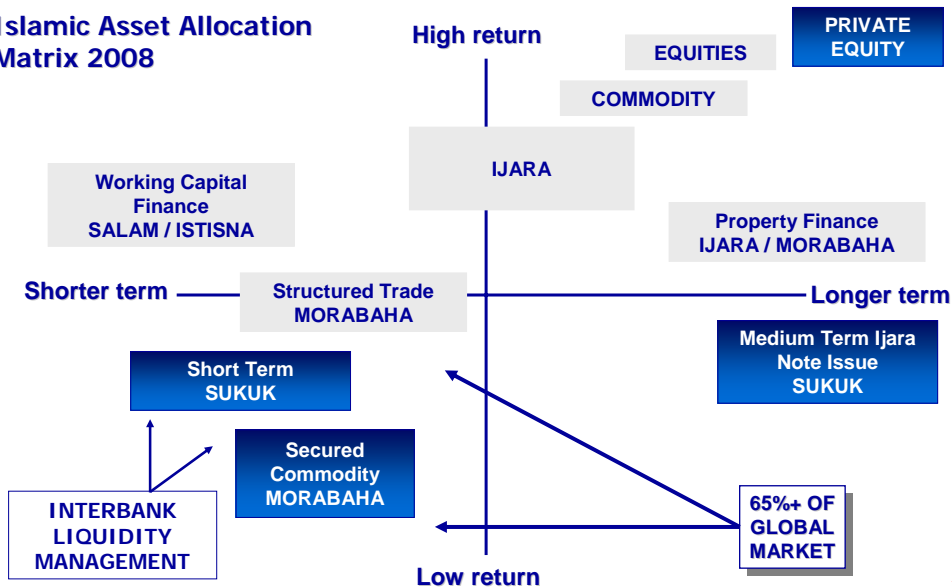 Islamic Asset Allocation
Matrix 2008
High return
PRIVATE
EQUITY
EQUITIES
COMMODITY
IJARA
Working Capital
Finance
SALAM / ISTISNA
Property Finance
IJARA / MORABAHA
Shorter term
Structured Trade
MORABAHA
Longer term
Medium Term Ijara
Note Issue
SUKUK
Short Term
SUKUK
Secured
Commodity
MORABAHA
INTERBANK
LIQUIDITY
MANAGEMENT
65%+ OF
GLOBAL
MARKET
Low return